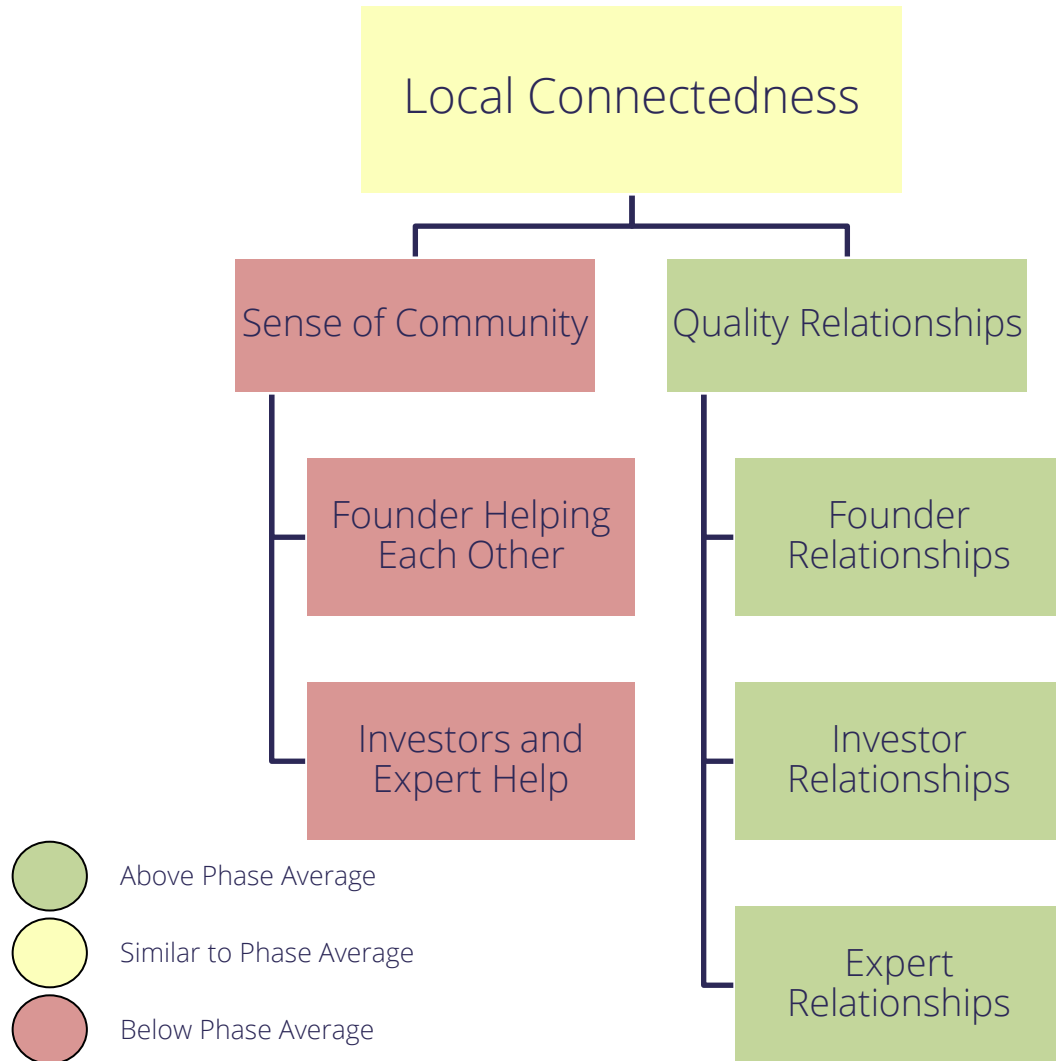 Local Connectedness
Sense of Community
Quality Relationships
Founder Helping
Each Other
Founder
Relationships
Investors and
Expert Help
Investor
Relationships
Expert
Relationships
Above Phase Average
Similar to Phase Average
Below Phase Average